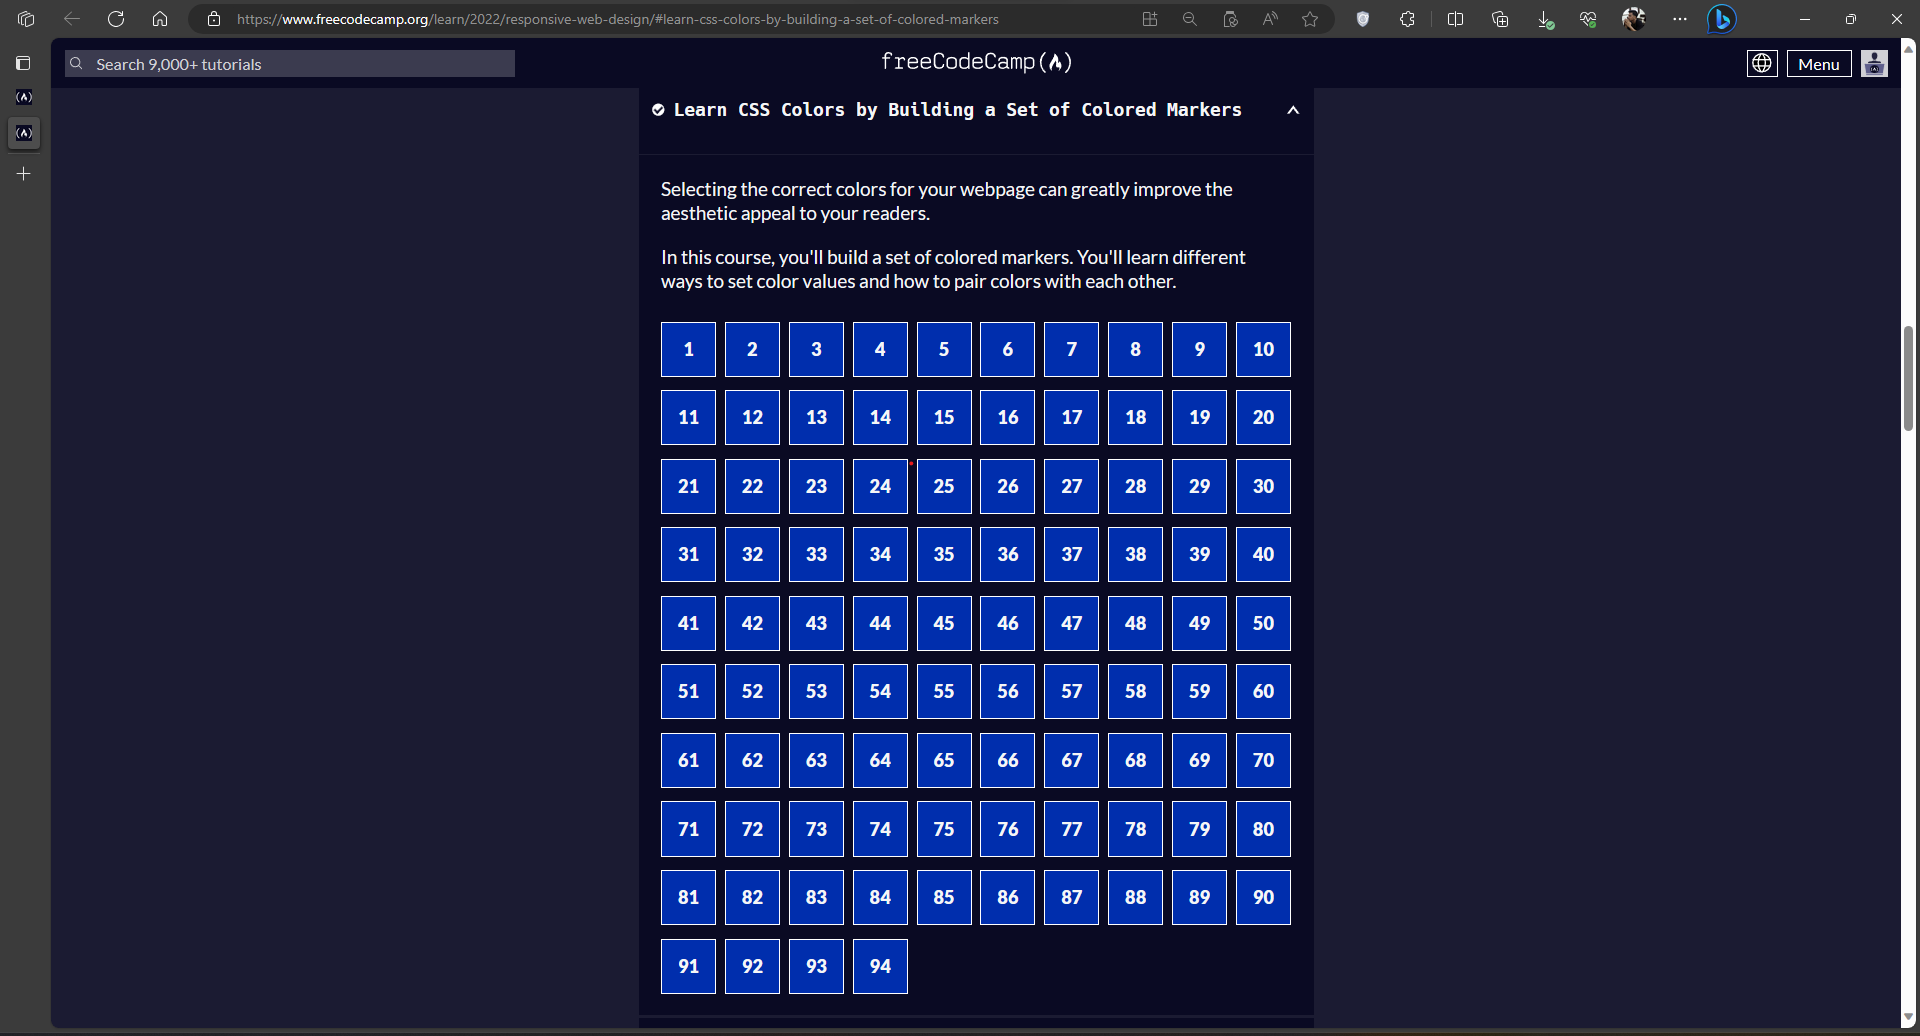 https://www.freecodecamp.org/learn/2022/responsive-web-design/#learn-css-colors-by-building-a-set-of-colored-markers
Search 9,000+ tutorials
freeCodeCamp(🔥)
Menu
Learn CSS Colors by Building a Set of Colored Markers
Selecting the correct colors for your webpage can greatly improve the
aesthetic appeal to your readers.
In this course, you'll build a set of colored markers. You'll learn different
ways to set color values and how to pair colors with each other.
1 2 3 4 5 6 7 8 9 10
11 12 13 14 15 16 17 18 19 20
21 22 23 24 25 26 27 28 29 30
31 32 33 34 35 36 37 38 39 40
41 42 43 44 45 46 47 48 49 50
51 52 53 54 55 56 57 58 59 60
61 62 63 64 65 66 67 68 69 70
71 72 73 74 75 76 77 78 79 80
81 82 83 84 85 86 87 88 89 90
91 92 93 94